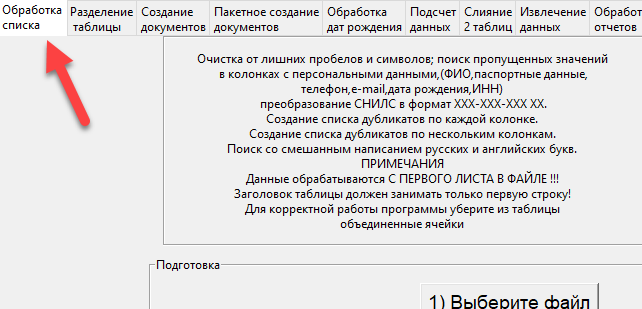 Обработка списка
Разделение таблицы
Создание документов
Пакетное создание документов
Обработка дат рождения
Подсчет данных
Слияние 2 таблиц
Извлечение данных
Обработ отчетов
Очистка от лишних пробелов и символов; поиск пропущенных значений
в колонках с персональными данными,(ФИО,паспортные данные,
телефон,e-mail,дата рождения,ИНН)
преобразование СНИЛС в формат XXX-XXX-XXX XX.
Создание списка дубликатов по каждой колонке.
Создание списка дубликатов по нескольким колонкам.
Поиск со смешанным написанием русских и английских букв.
ПРИМЕЧАНИЯ
Данные обрабатываются С ПЕРВОГО ЛИСТА В ФАЙЛЕ !!!
Заголовок таблицы должен занимать только первую строку!
Для корректной работы программы уберите из таблицы
объединенные ячейки
Подготовка
1) Выберите файл